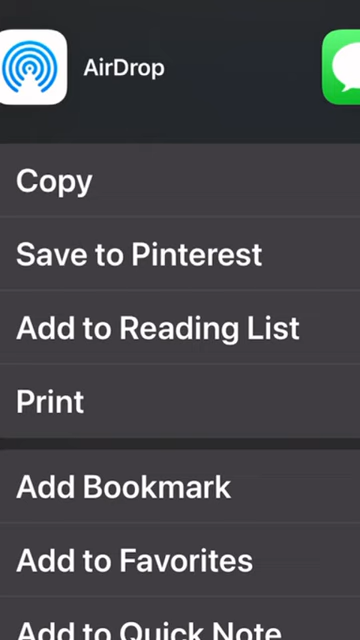 AirDrop
Copy
Save to Pinterest
Add to Reading List
Print
Add Bookmark
Add to Favorites
Add to Quick Note